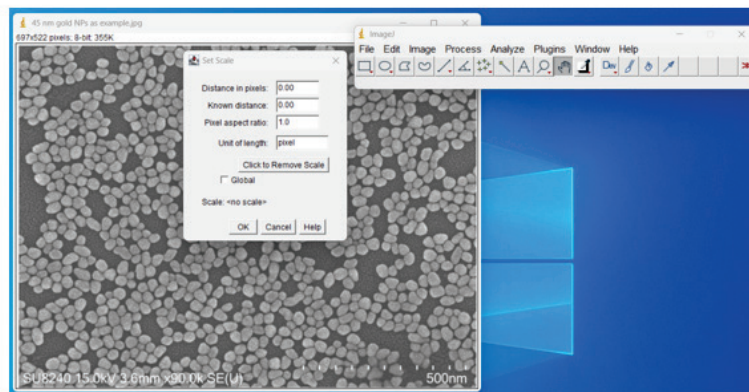 45 nm gold NPs as example.jpg
697x522 pixels; 8-bit; 355K
ImageJ
File Edit Image Process Analyze Plugins Window Help
Dev
Set Scale
Distance in pixels: 0.00
Known distance: 0.00
Pixel aspect ratio: 1.0
Unit of length: pixel
Click to Remove Scale
Global
Scale: <no scale>
OK Cancel Help
SU8240 15.0kV 3.6mm x90.0k SE(U) 500nm